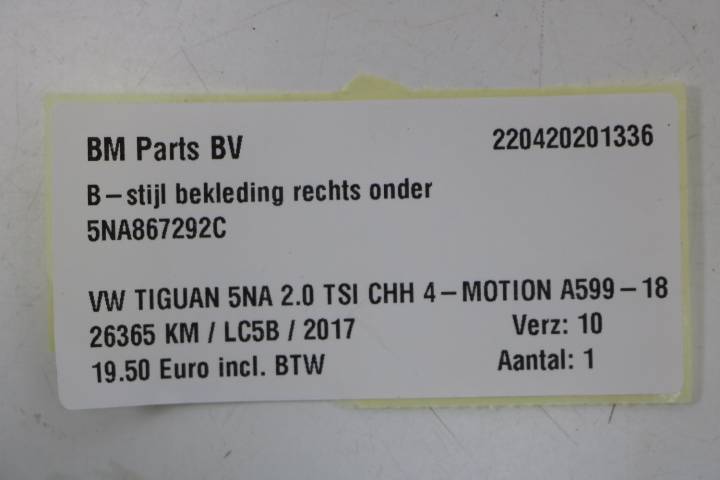 BM Parts BV 220420201336
B-stijl bekleding rechts onder
5NA867292C
VW TIGUAN 5NA 2.0 TSI CHH 4-MOTION A599-18
26365 KM / LC5B / 2017 Verz: 10
19.50 Euro incl. BTW Aantal: 1